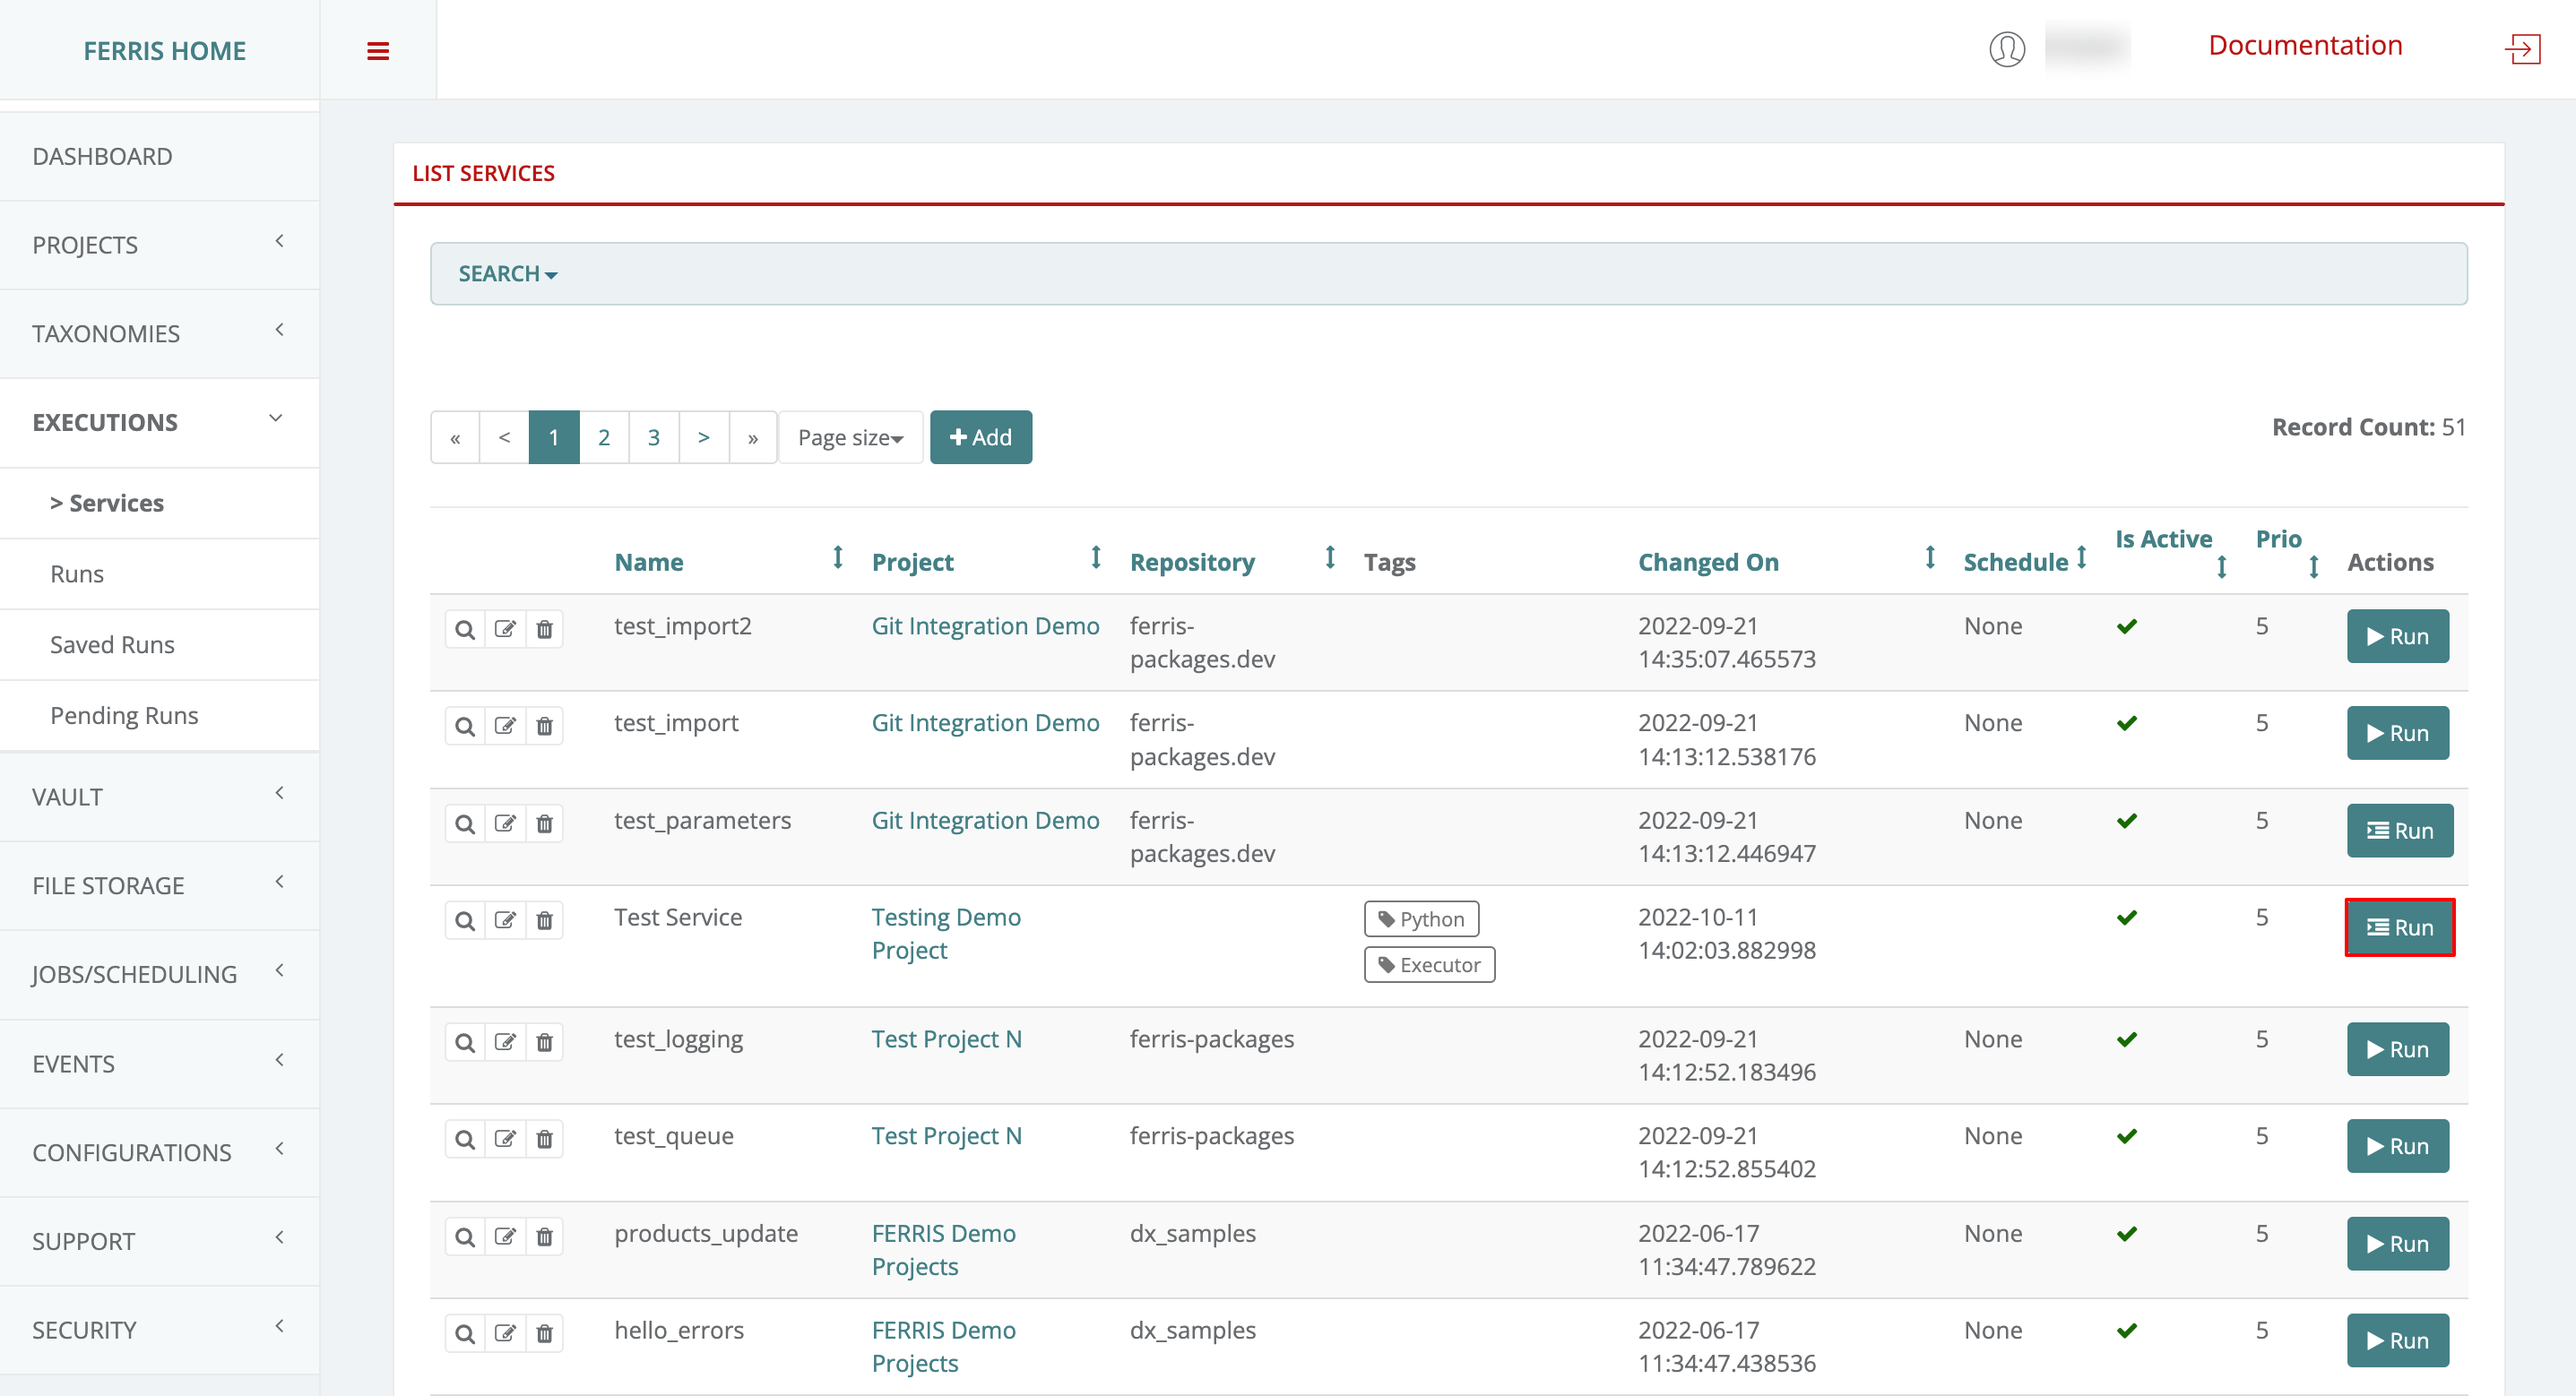 FERRIS HOME
Documentation
DASHBOARD
PROJECTS
TAXONOMIES
EXECUTIONS
> Services
Runs
Saved Runs
Pending Runs
VAULT
FILE STORAGE
JOBS/SCHEDULING
EVENTS
CONFIGURATIONS
SUPPORT
SECURITY
LIST SERVICES
SEARCH
« < 1 2 3 > » Page size + Add
Record Count: 51
Name Project Repository Tags Changed On Schedule Is Active Prio Actions
test_import2 Git Integration Demo ferris- 2022-09-21 None 5 Run
packages.dev 14:35:07.465573
test_import Git Integration Demo ferris- 2022-09-21 None 5 Run
packages.dev 14:13:12.538176
test_parameters Git Integration Demo ferris- 2022-09-21 None 5 Run
packages.dev 14:13:12.446947
Test Service Testing Demo Python 2022-10-11 5 Run
Project Executor 14:02:03.882998
test_logging Test Project N ferris-packages 2022-09-21 None 5 Run
14:12:52.183496
test_queue Test Project N ferris-packages 2022-09-21 None 5 Run
14:12:52.855402
products_update FERRIS Demo dx_samples 2022-06-17 None 5 Run
Projects 11:34:47.789622
hello_errors FERRIS Demo dx_samples 2022-06-17 None 5 Run
Projects 11:34:47.438536